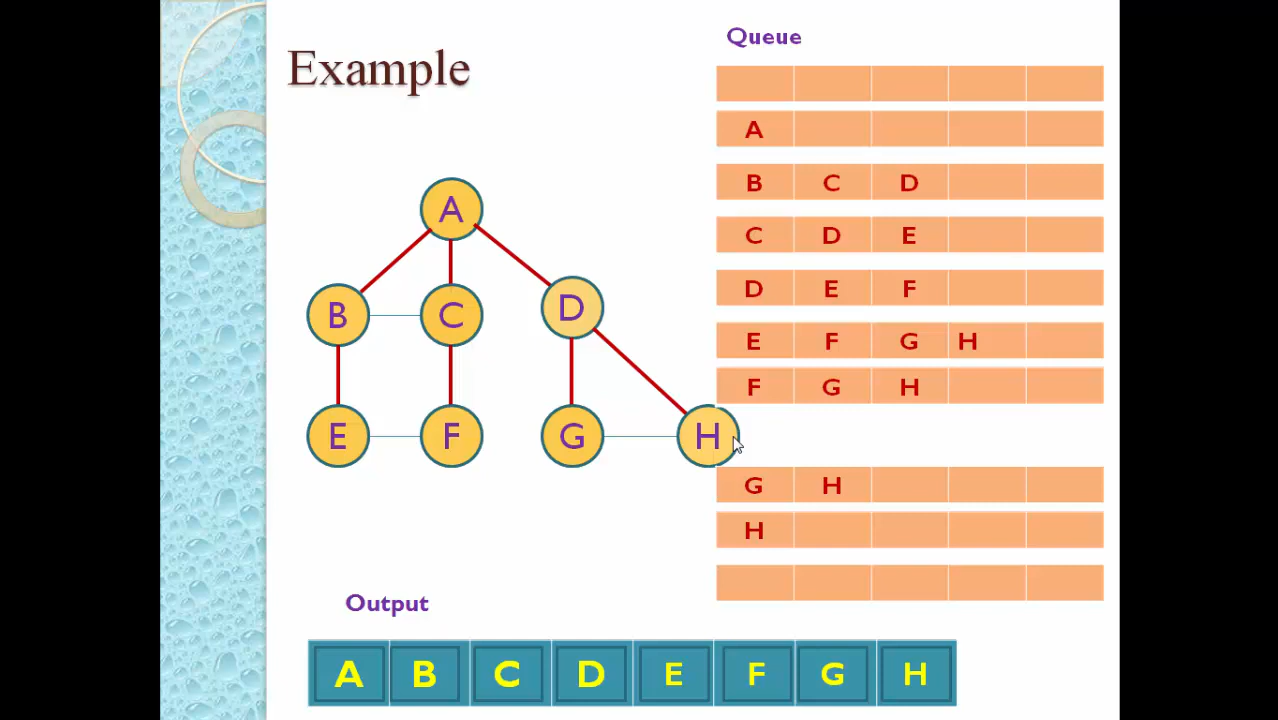 Example
A
B C D
E F G H
Queue
A
B C D
C D E
D E F
E F G H
F G H
G H
H
Output
A B C D E F G H